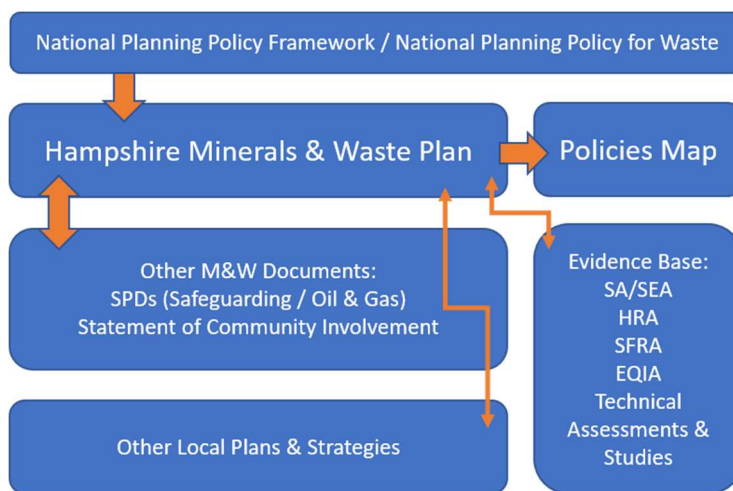 National Planning Policy Framework / National Planning Policy for Waste
Hampshire Minerals & Waste Plan
Policies Map
Other M&W Documents:
SPDs (Safeguarding / Oil & Gas)
Statement of Community Involvement
Evidence Base:
SA/SEA
HRA
SFRA
EQIA
Technical
Assessments &
Studies
Other Local Plans & Strategies